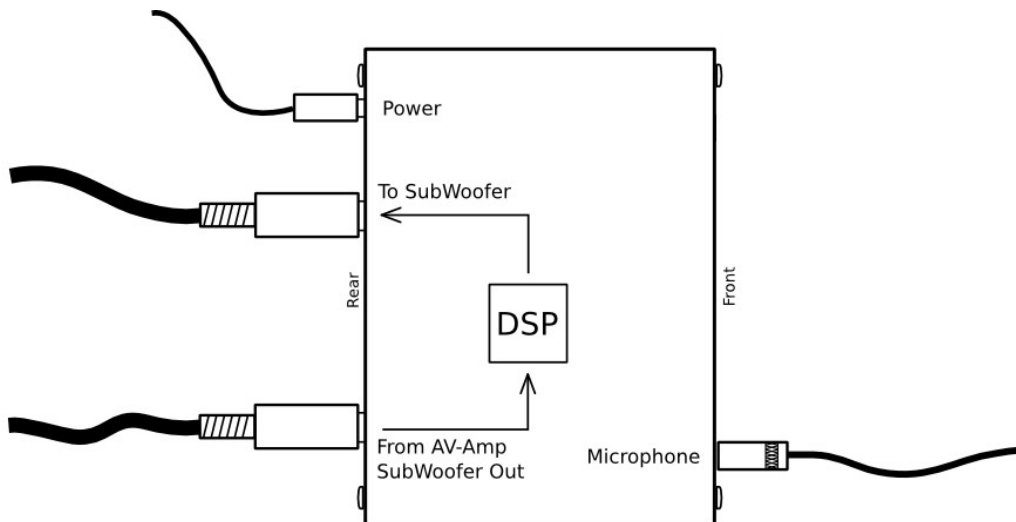 Power
To SubWoofer
Rear
Front
DSP
From AV-Amp
SubWoofer Out
Microphone